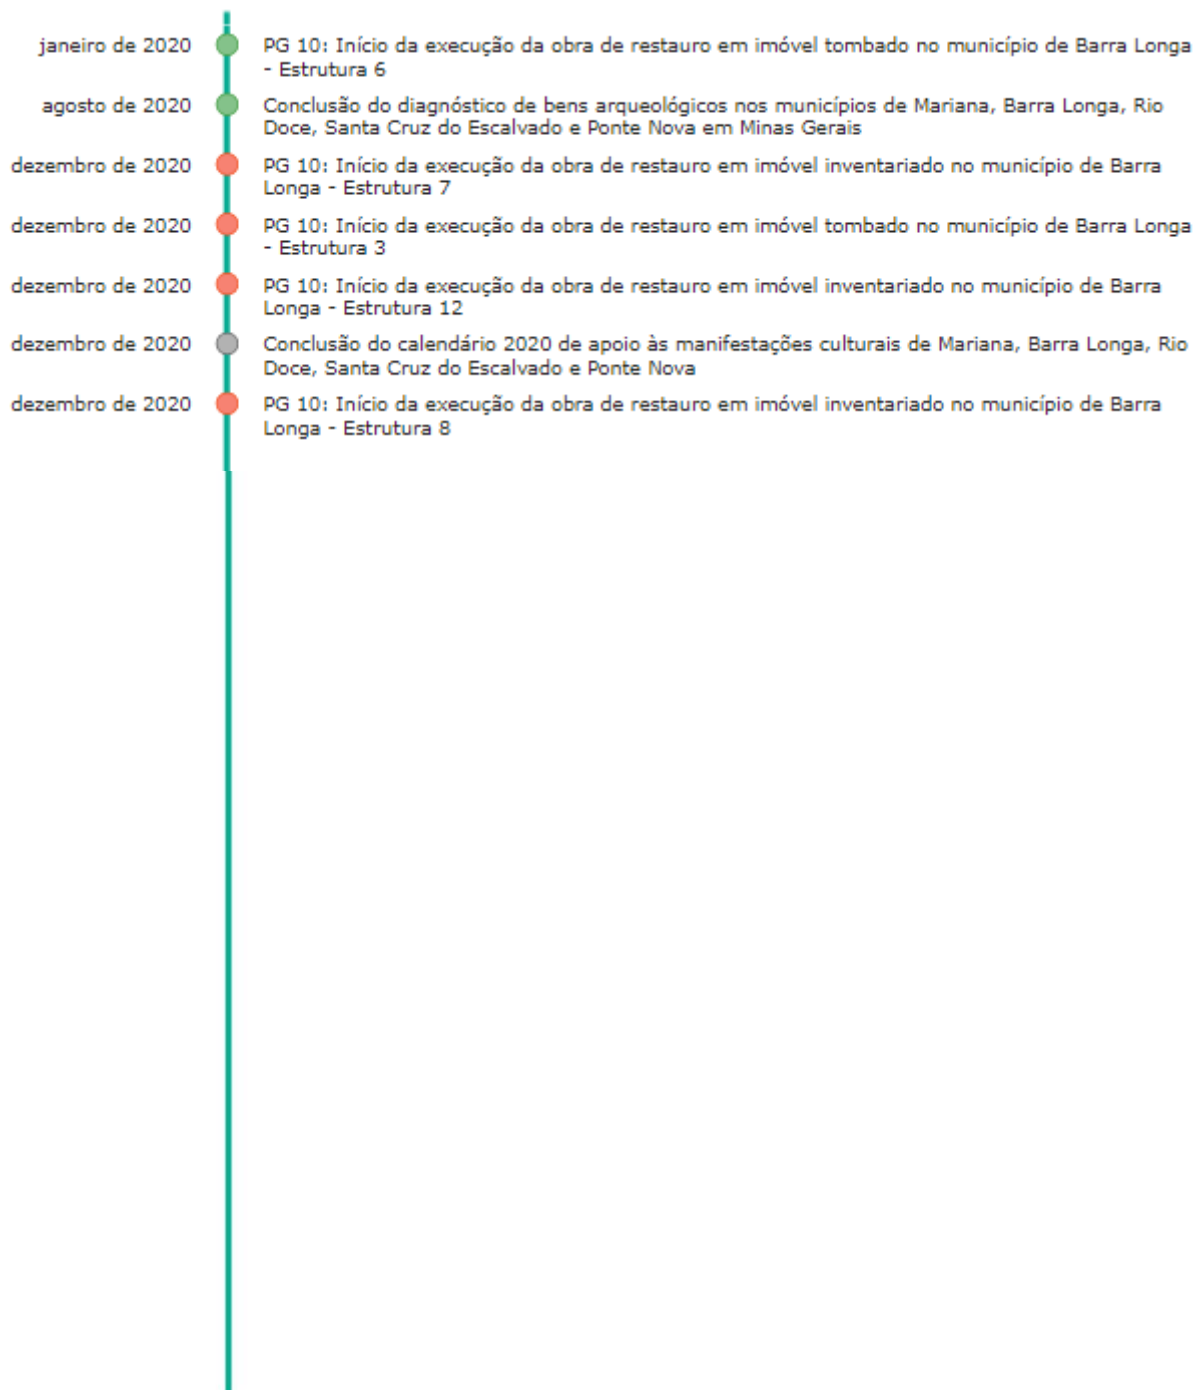 janeiro de 2020 PG 10: Início da execução da obra de restauro em imóvel tombado no município de Barra Longa
- Estrutura 6
agosto de 2020 Conclusão do diagnóstico de bens arqueológicos nos municípios de Mariana, Barra Longa, Rio
Doce, Santa Cruz do Escalvado e Ponte Nova em Minas Gerais
dezembro de 2020 PG 10: Início da execução da obra de restauro em imóvel inventariado no município de Barra
Longa - Estrutura 7
dezembro de 2020 PG 10: Início da execução da obra de restauro em imóvel tombado no município de Barra Longa
- Estrutura 3
dezembro de 2020 PG 10: Início da execução da obra de restauro em imóvel inventariado no município de Barra
Longa - Estrutura 12
dezembro de 2020 Conclusão do calendário 2020 de apoio às manifestações culturais de Mariana, Barra Longa, Rio
Doce, Santa Cruz do Escalvado e Ponte Nova
dezembro de 2020 PG 10: Início da execução da obra de restauro em imóvel inventariado no município de Barra
Longa - Estrutura 8